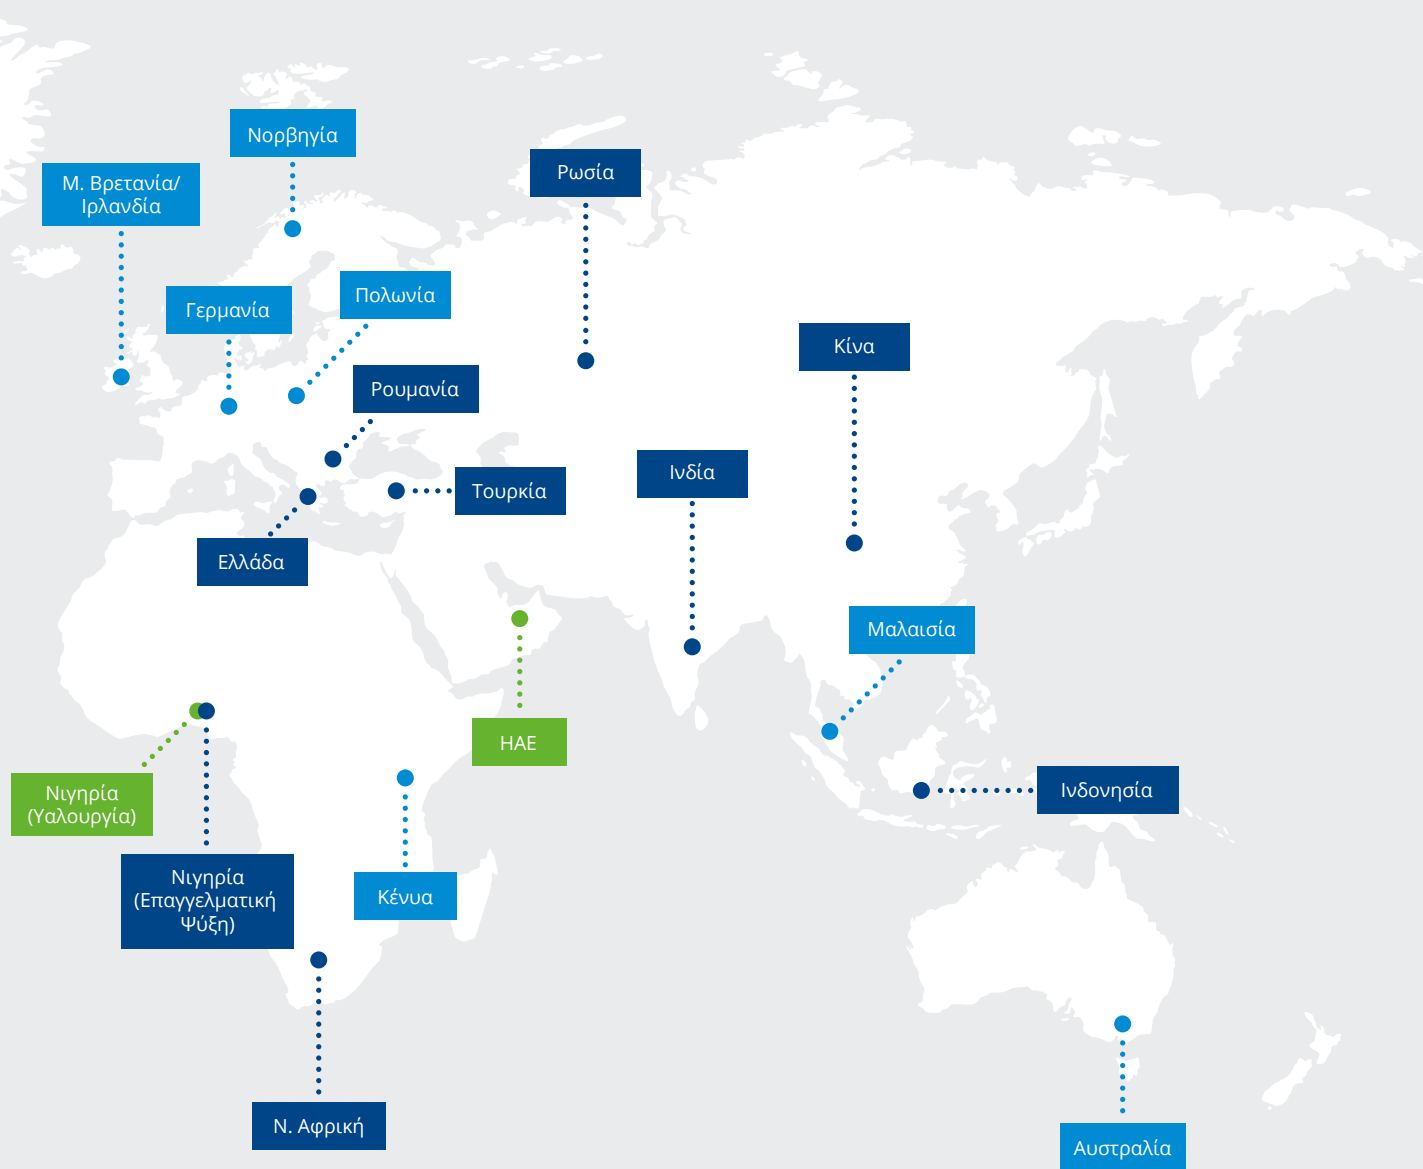 Νορβηγία
Ρωσία
Μ. Βρετανία/
Ιρλανδία
Πολωνία
Γερμανία
Κίνα
Ρουμανία
Ινδία
Τουρκία
Ελλάδα
Μαλαισία
ΗΑΕ
Ινδονησία
Νιγηρία
(Υαλουργία)
Νιγηρία
(Επαγγελματική
Ψύξη)
Κένυα
Ν. Αφρική
Αυστραλία